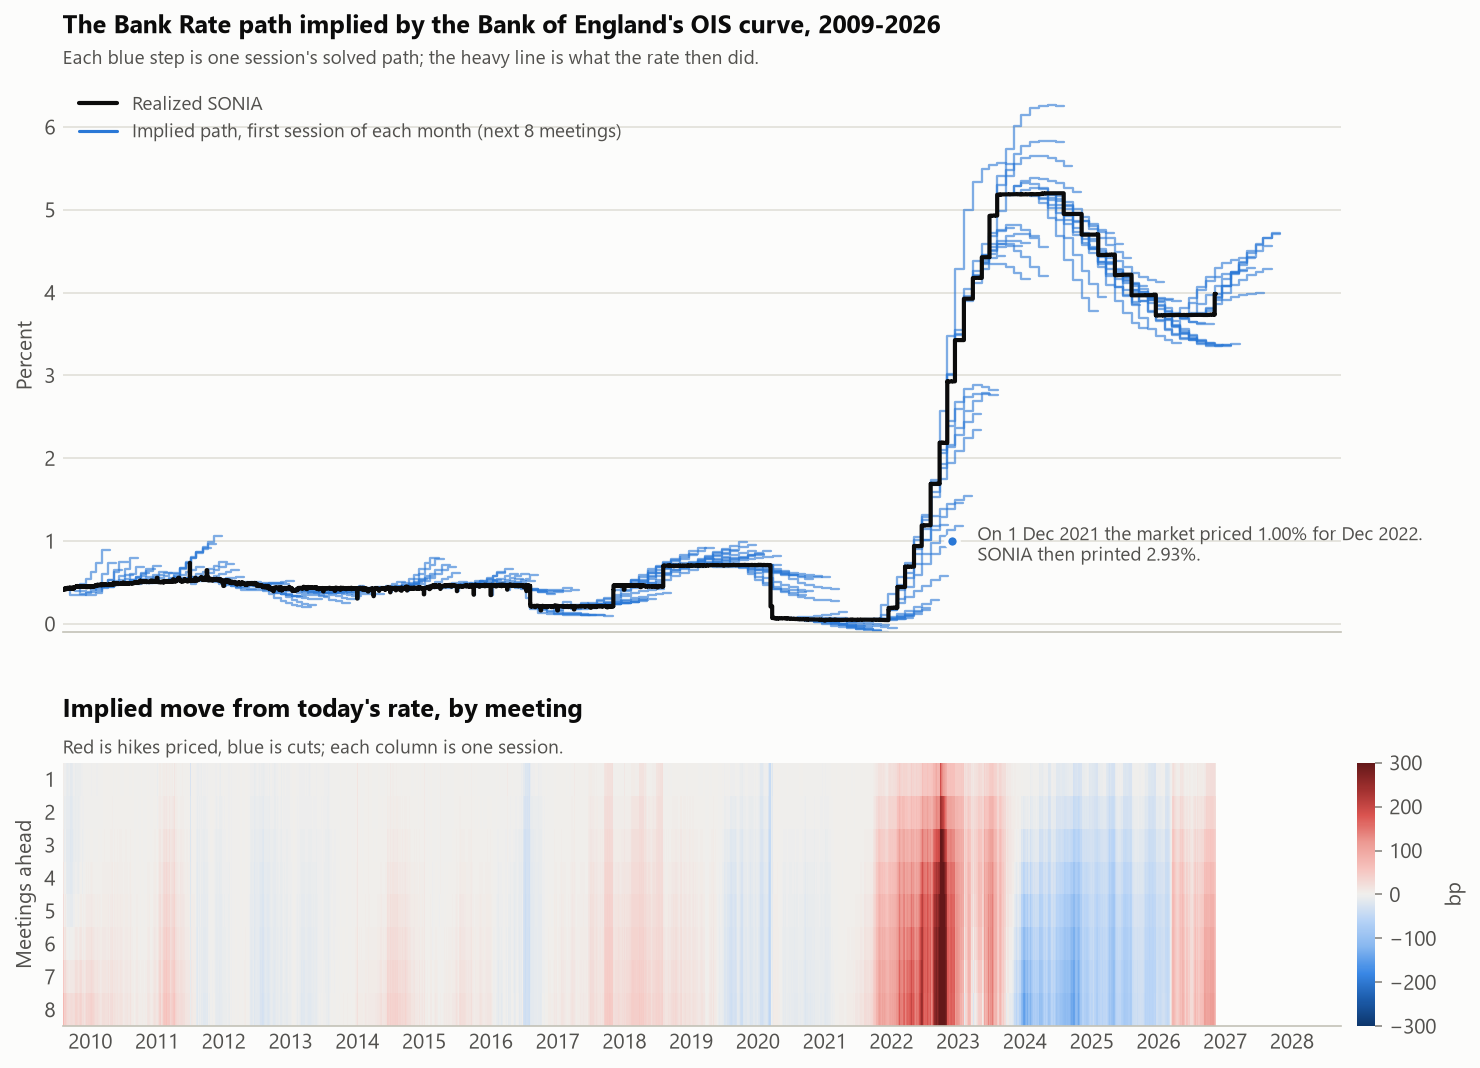 The Bank Rate path implied by the Bank of England's OIS curve, 2009-2026
Each blue step is one session's solved path; the heavy line is what the rate then did.
Realized SONIA
Implied path, first session of each month (next 8 meetings)
6
5
4
3
2
1
0
Percent
On 1 Dec 2021 the market priced 1.00% for Dec 2022.
SONIA then printed 2.93%.
Implied move from today's rate, by meeting
Red is hikes priced, blue is cuts; each column is one session.
1
2
3
4
5
6
7
8
Meetings ahead
2010 2011 2012 2013 2014 2015 2016 2017 2018 2019 2020 2021 2022 2023 2024 2025 2026 2027 2028
300
200
100
0
−100
−200
−300
bp